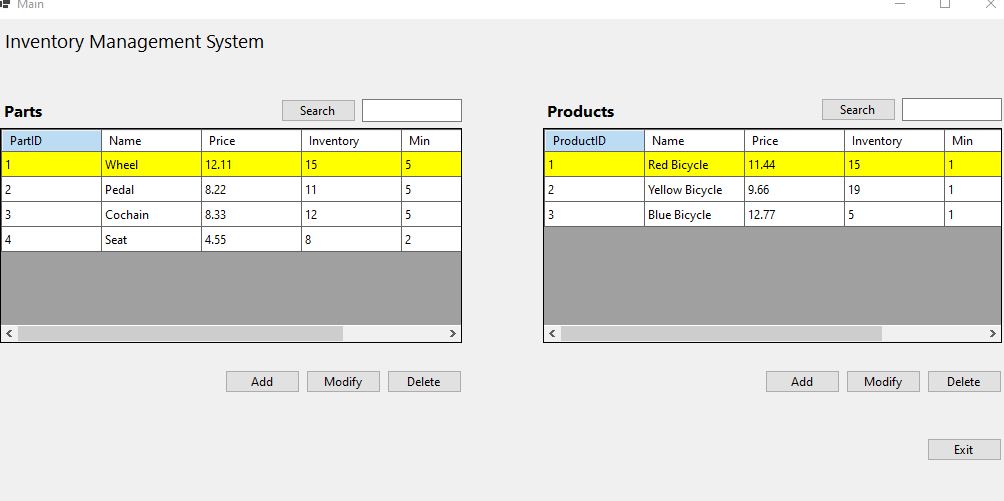 Main
Inventory Management System
Parts Search
PartID Name Price Inventory Min
1 Wheel 12.11 15 5
2 Pedal 8.22 11 5
3 Cochain 8.33 12 5
4 Seat 4.55 8 2
Add Modify Delete
Products Search
ProductID Name Price Inventory Min
1 Red Bicycle 11.44 15 1
2 Yellow Bicycle 9.66 19 1
3 Blue Bicycle 12.77 5 1
Add Modify Delete
Exit